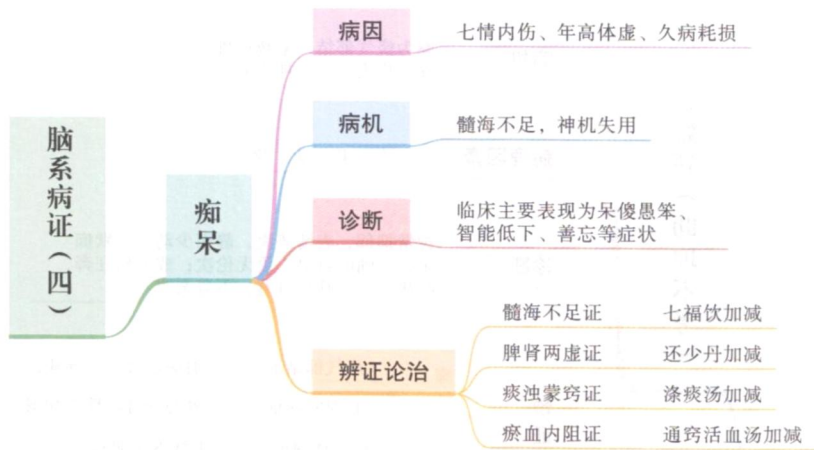 脑系病证（四）
痴呆
病因
七情内伤、年高体虚、久病耗损
病机
髓海不足，神机失用
诊断
临床主要表现为呆傻愚笨、
智能低下、善忘等症状
辨证论治
髓海不足证 七福饮加减
脾肾两虚证 还少丹加减
痰浊蒙窍证 涤痰汤加减
瘀血内阻证 通窍活血汤加减